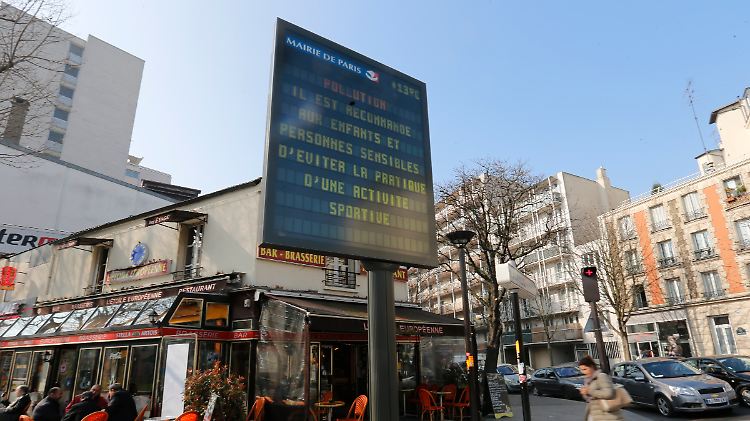 MAIRIE DE PARIS
+13°C
POLLUTION
IL EST RECOMMANDE
AUX ENFANTS ET
PERSONNES SENSIBLES
D'EVITER LA PRATIQUE
D'UNE ACTIVITE
SPORTIVE
BAR - BRASSERIE
RESTAURANT
BAR